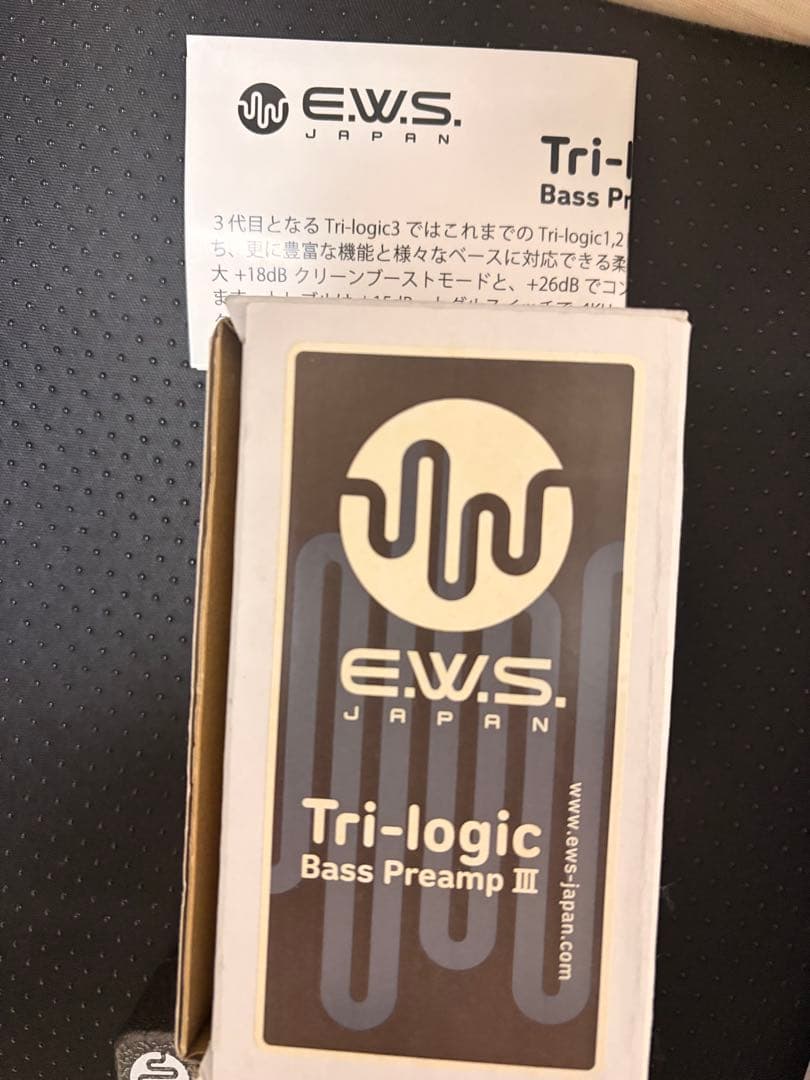 E.W.S.
JAPAN
Tri-l
Bass Pr
3代目となる Tri-logic3 ではこれまでの Tri-logic1,2
ち、更に豊富な機能と様々なベースに対応できる柔
大 +18dB クリーンブーストモードと、+26dB でコン
E.W.S.
JAPAN
Tri-logic
Bass Preamp III
www.ews-japan.com